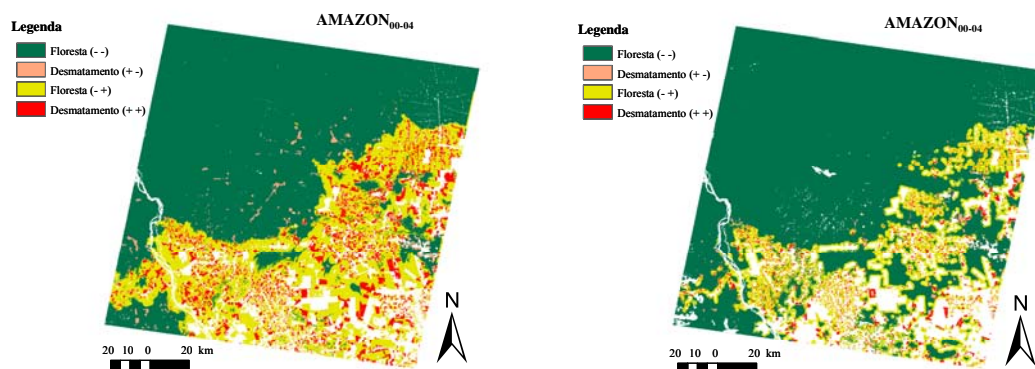 AMAZON00-04
Legenda
Floresta (- -)
Desmatamento (+ -)
Floresta (- +)
Desmatamento (+ +)
N
20 10 0 20 km
AMAZON00-04
Legenda
Floresta (- -)
Desmatamento (+ -)
Floresta (- +)
Desmatamento (+ +)
N
20 10 0 20 km